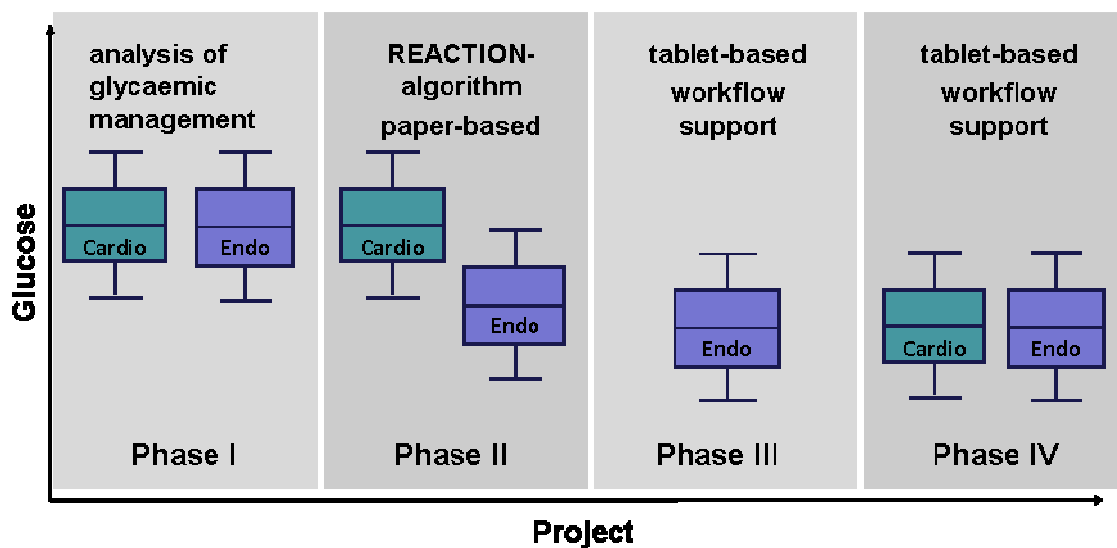 analysis of
glycaemic
management
REACTION-
algorithm
paper-based
tablet-based
workflow
support
tablet-based
workflow
support
Glucose
Cardio
Endo
Cardio
Endo
Endo
Cardio
Endo
Phase I
Phase II
Phase III
Phase IV
Project